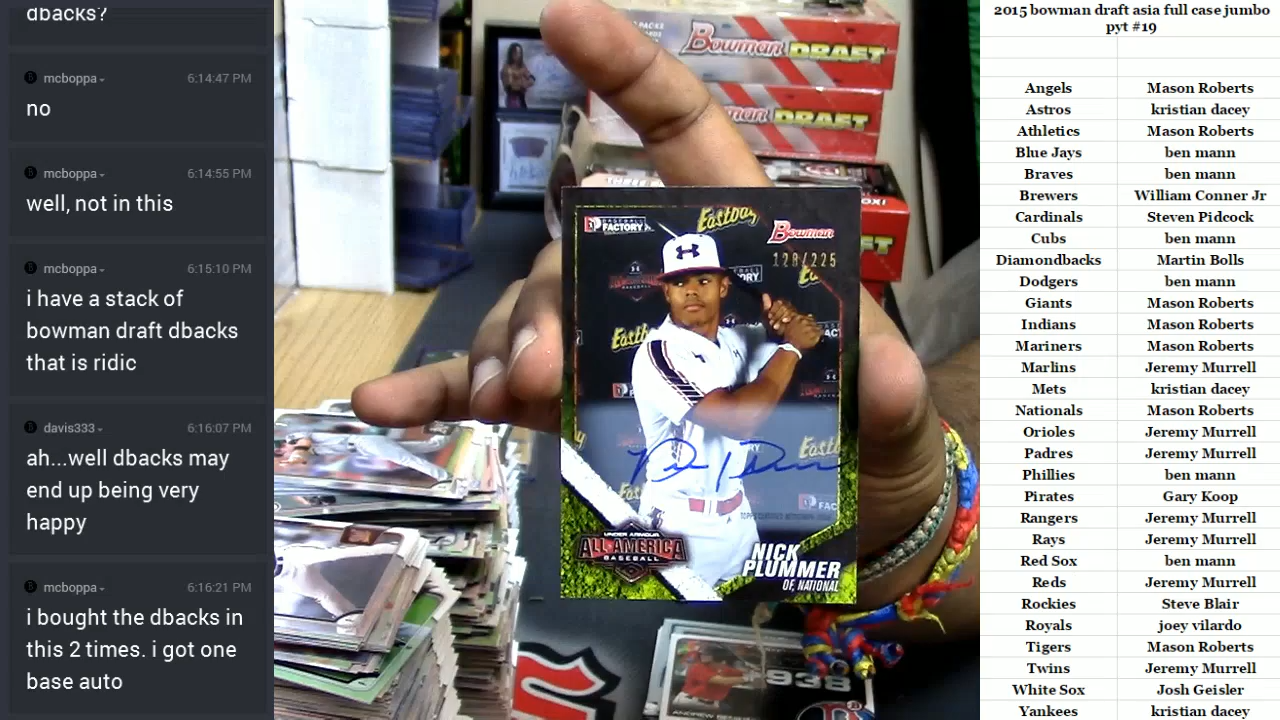 dbacks?
mcboppa
6:14:47 PM
no
mcboppa
6:14:55 PM
well, not in this
mcboppa
6:15:10 PM
i have a stack of
bowman draft dbacks
that is ridic
davis333
6:16:07 PM
ah...well dbacks may
end up being very
happy
mcboppa
6:16:21 PM
i bought the dbacks in
this 2 times. i got one
base auto
Bowman DRAFT
Bowman DRAFT
BASEBALL FACTORY
Eastbay
Bowman
128/225
UNDER ARMOUR
ALL-AMERICA
BASEBALL
NICK
PLUMMER
OF, NATIONAL
938
2015 bowman draft asia full case jumbo
pyt #19
Angels Mason Roberts
Astros kristian dacey
Athletics Mason Roberts
Blue Jays ben mann
Braves ben mann
Brewers William Conner Jr
Cardinals Steven Pidcock
Cubs ben mann
Diamondbacks Martin Bolls
Dodgers ben mann
Giants Mason Roberts
Indians Mason Roberts
Mariners Mason Roberts
Marlins Jeremy Murrell
Mets kristian dacey
Nationals Mason Roberts
Orioles Jeremy Murrell
Padres Jeremy Murrell
Phillies ben mann
Pirates Gary Koop
Rangers Jeremy Murrell
Rays Jeremy Murrell
Red Sox ben mann
Reds Jeremy Murrell
Rockies Steve Blair
Royals joey vilardo
Tigers Mason Roberts
Twins Jeremy Murrell
White Sox Josh Geisler
Yankees kristian dacey